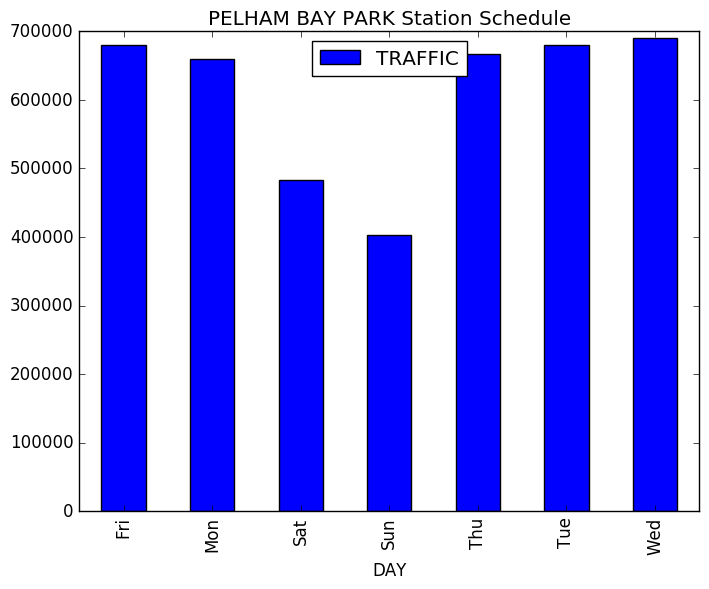 PELHAM BAY PARK Station Schedule
TRAFFIC
700000
600000
500000
400000
300000
200000
100000
0
Fri
Mon
Sat
Sun
Thu
Tue
Wed
DAY